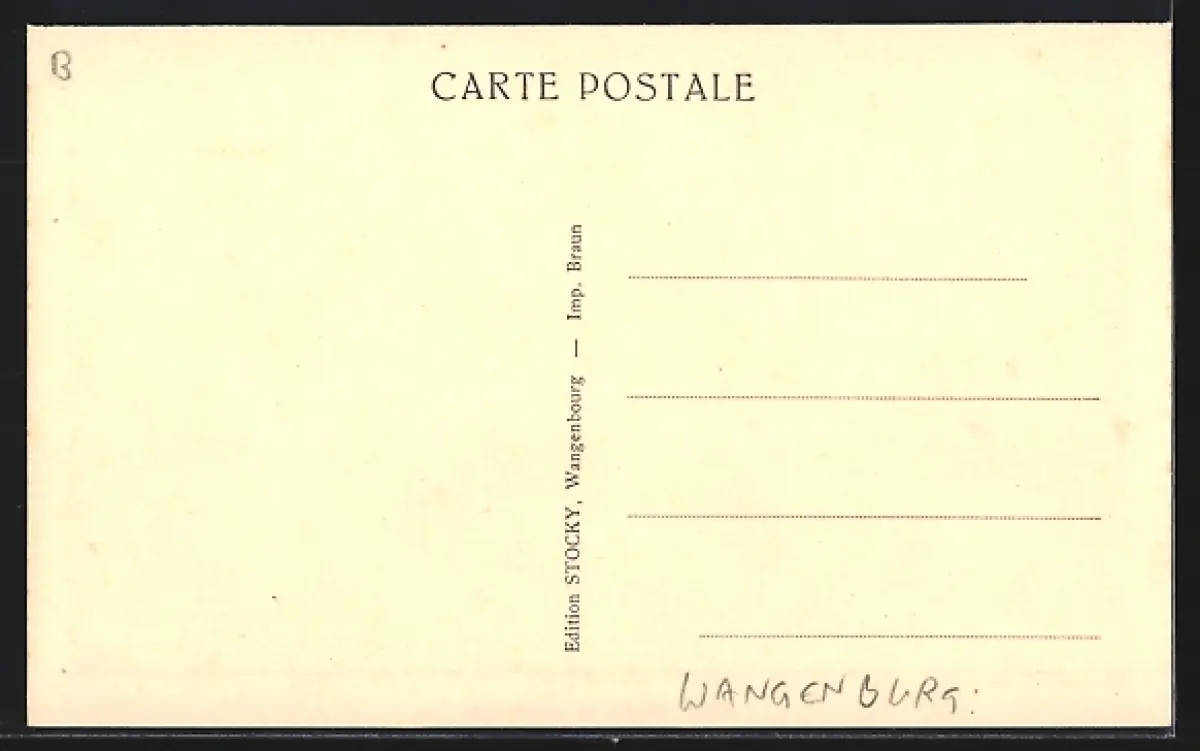 B
CARTE POSTALE
Edition STOCKY, Wangenbourg — Imp. Braun
WANGENBURG: